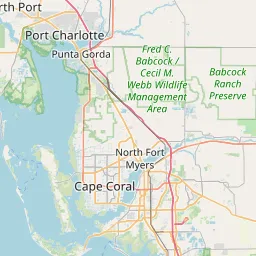 rth Port
Port Charlotte
Punta Gorda
Fred C.
Babcock /
Cecil M.
Webb Wildlife
Management
Area
Babcock
Ranch
Preserve
North Fort
Myers
Cape Coral